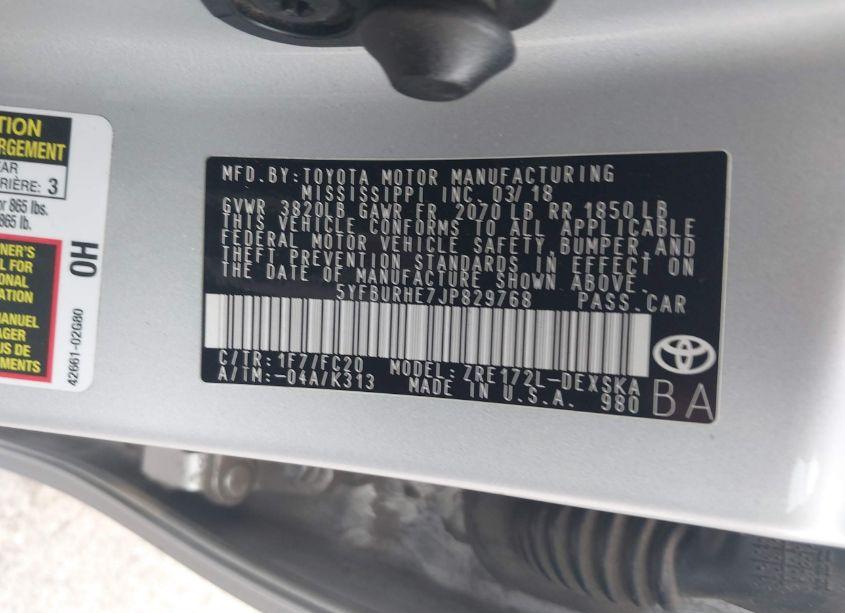 TION
RGEMENT
AR
RIÈRE: 3
r 865 lbs.
865 lb.
NER'S
L FOR
ONAL
ATION
MANUEL
AGER
US DE
EMENTS
OH
42661-02G80
MFD.BY:TOYOTA MOTOR MANUFACTURING
MISSISSIPPI INC. 03/18
GVWR 3820LB GAWR FR 2070 LB RR 1850 LB
THIS VEHICLE CONFORMS TO ALL APPLICABLE
FEDERAL MOTOR VEHICLE SAFETY, BUMPER, AND
THEFT PREVENTION STANDARDS IN EFFECT ON
THE DATE OF MANUFACTURE SHOWN ABOVE.
5YFBURHE7JP829768 PASS.CAR
C/TR: 1F7/FC20 MODEL: ZRE172L-DEXSKA
A/TM:-04A/K313 MADE IN U.S.A. 980
BA